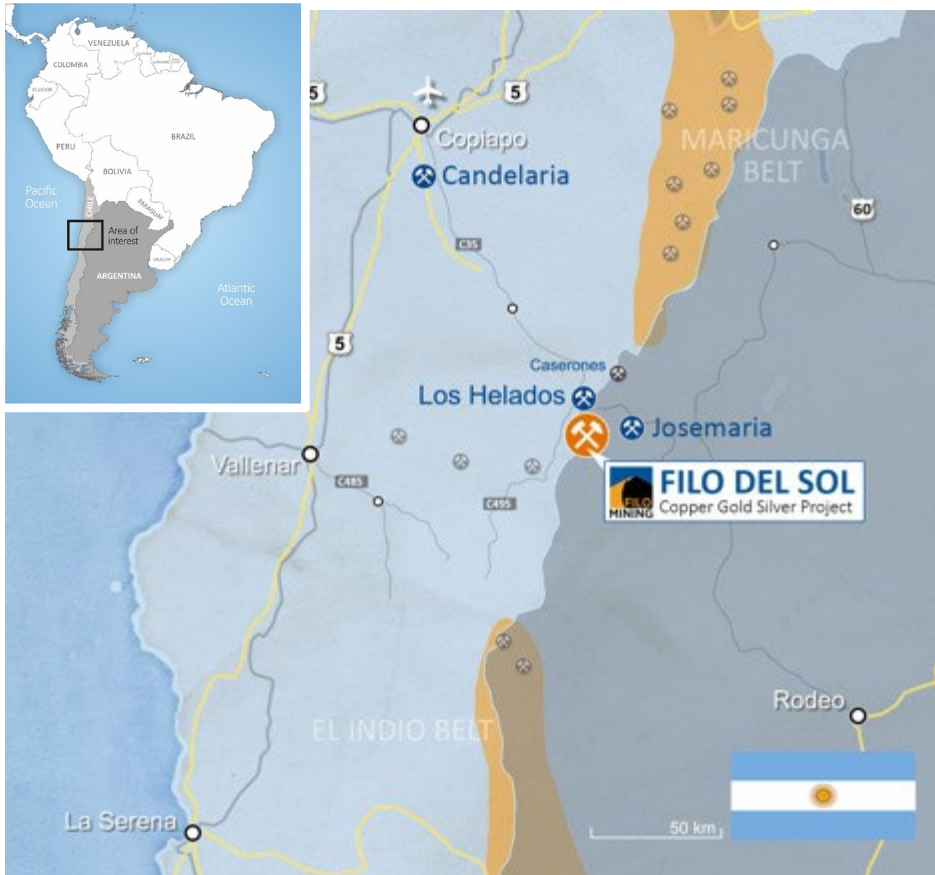 VENEZUELA
COLOMBIA
ECUADOR
PERU
BRAZIL
BOLIVIA
Pacific
Ocean
PARAGUAY
CHILE
Area of
interest
URUGUAY
ARGENTINA
Atlantic
Ocean
5
5
Copiapo
Candelaria
MARICUNGA
BELT
60
C35
5
Caserones
Los Helados
Josemaria
Vallenar
C485
C495
FILO
MINING
FILO DEL SOL
Copper Gold Silver Project
EL INDIO BELT
Rodeo
La Serena
50 km